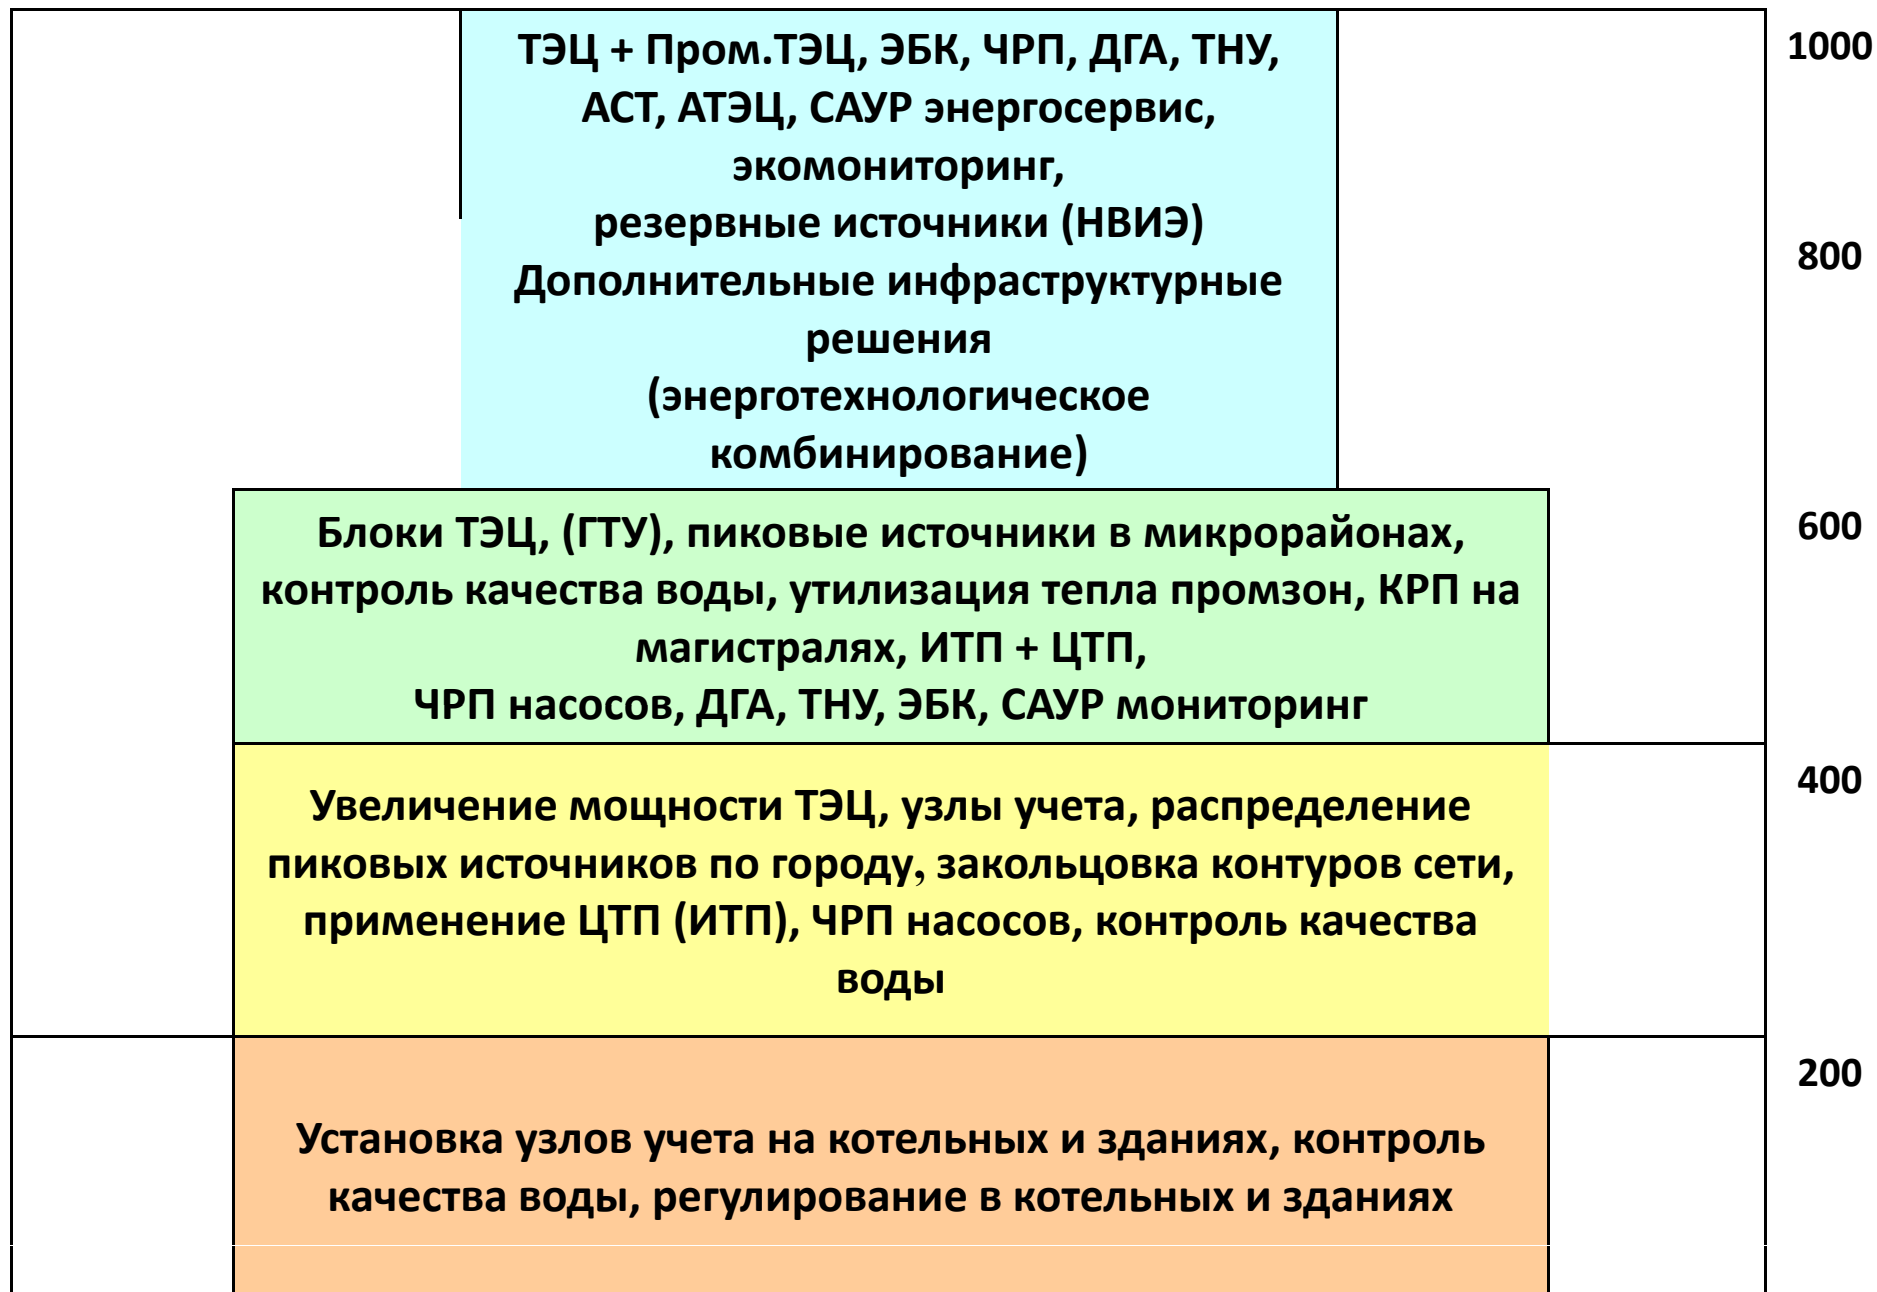 ТЭЦ + Пром.ТЭЦ, ЭБК, ЧРП, ДГА, ТНУ,
АСТ, АТЭЦ, САУР энергосервис,
экомониторинг,
резервные источники (НВИЭ)
Дополнительные инфраструктурные
решения
(энерготехнологическое
комбинирование)
1000
800
Блоки ТЭЦ, (ГТУ), пиковые источники в микрорайонах,
контроль качества воды, утилизация тепла промзон, КРП на
магистралях, ИТП + ЦТП,
ЧРП насосов, ДГА, ТНУ, ЭБК, САУР мониторинг
600
Увеличение мощности ТЭЦ, узлы учета, распределение
пиковых источников по городу, закольцовка контуров сети,
применение ЦТП (ИТП), ЧРП насосов, контроль качества
воды
400
Установка узлов учета на котельных и зданиях, контроль
качества воды, регулирование в котельных и зданиях
200